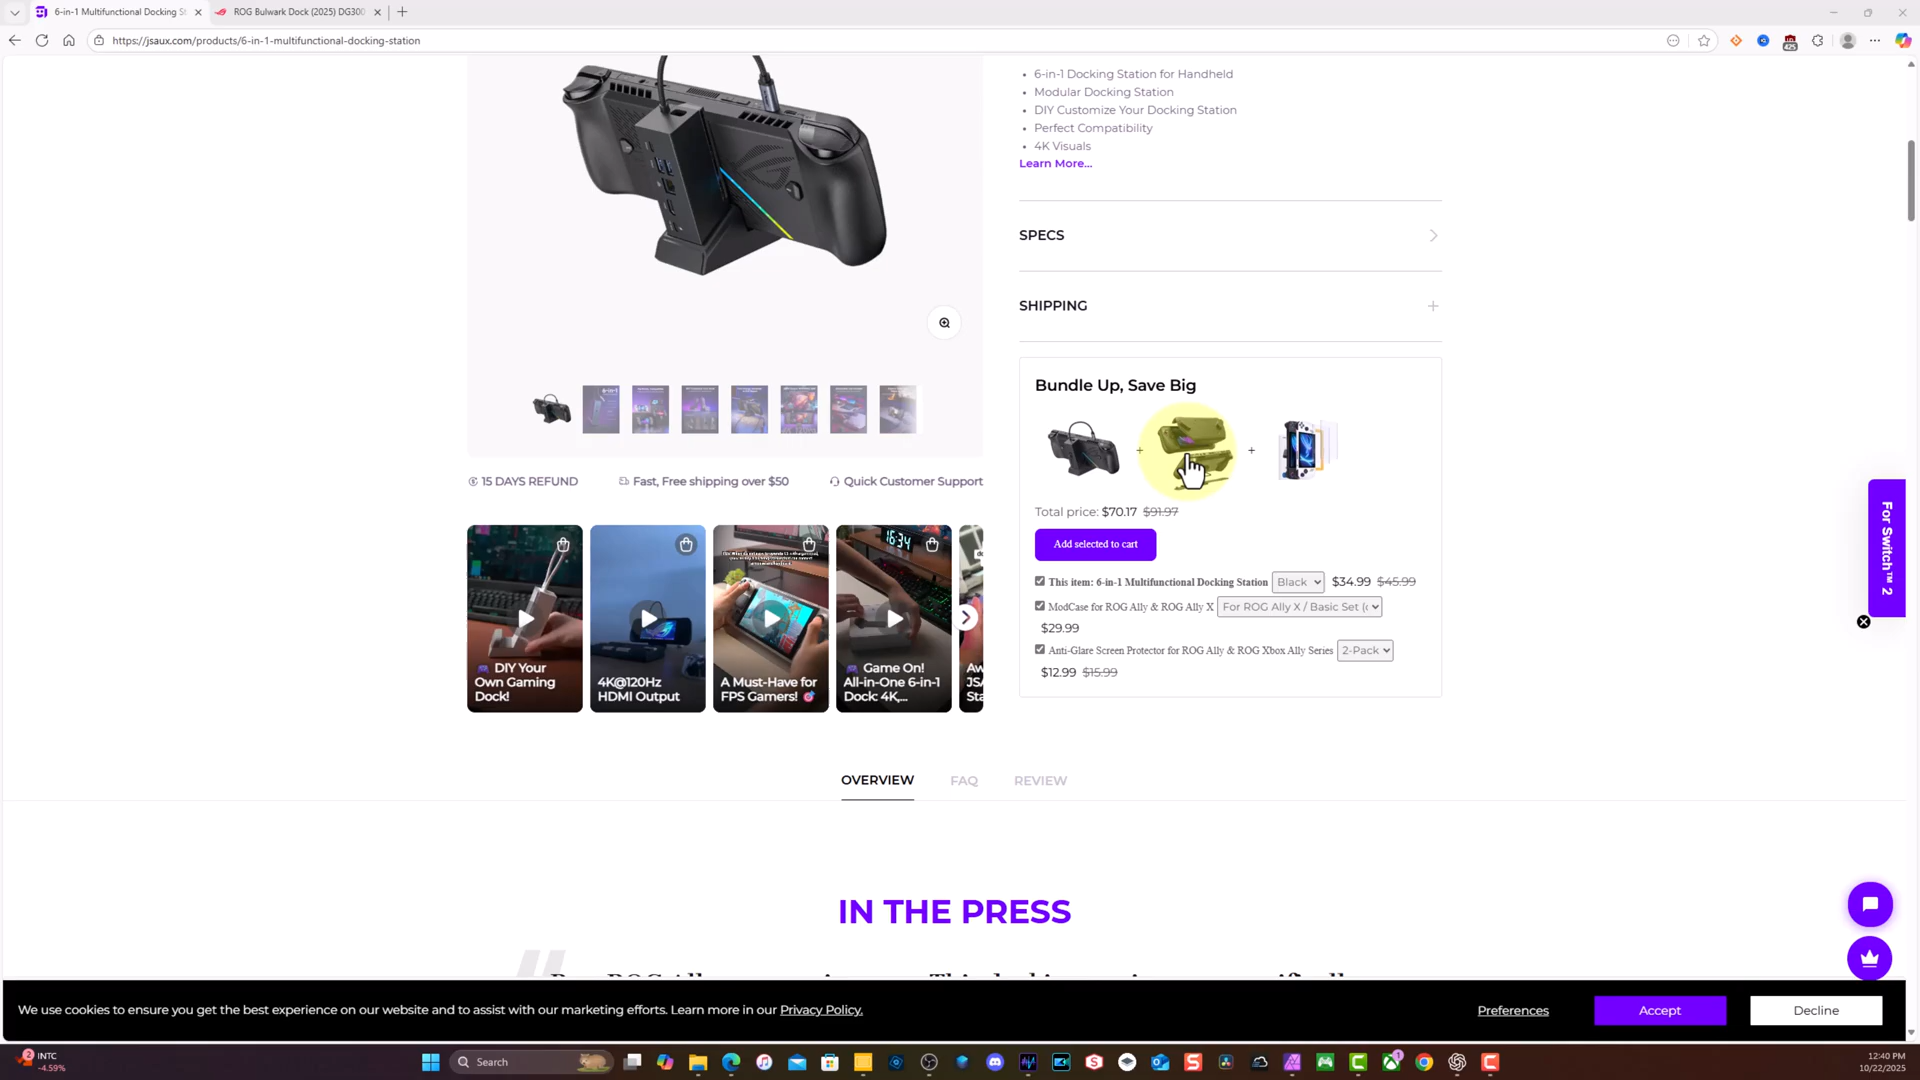 6-in-1 Multifunctional Docking St
ROG Bulwark Dock (2025) DG300
https://jsaux.com/products/6-in-1-multifunctional-docking-station
425
6-in-1 Docking Station for Handheld
Modular Docking Station
DIY Customize Your Docking Station
Perfect Compatibility
4K Visuals
Learn More...
SPECS
SHIPPING
Bundle Up, Save Big
+ +
Total price: $70.17 $91.97
Add selected to cart
This item: 6-in-1 Multifunctional Docking Station Black $34.99 $45.99
ModCase for ROG Ally & ROG Ally X For ROG Ally X / Basic Set (c
$29.99
Anti-Glare Screen Protector for ROG Ally & ROG Xbox Ally Series 2-Pack
$12.99 $15.99
15 DAYS REFUND
Fast, Free shipping over $50
Quick Customer Support
DIY Your
Own Gaming
Dock!
4K@120Hz
HDMI Output
A Must-Have for
FPS Gamers!
16:34
Game On!
All-in-One 6-in-1
Dock: 4K,...
Aw
JSA
Sta
For Switch™ 2
OVERVIEW
FAQ
REVIEW
IN THE PRESS
We use cookies to ensure you get the best experience on our website and to assist with our marketing efforts. Learn more in our Privacy Policy.
Preferences
Accept
Decline
2
INTC
-4.59%
Search
1
12:40 PM
10/22/2025